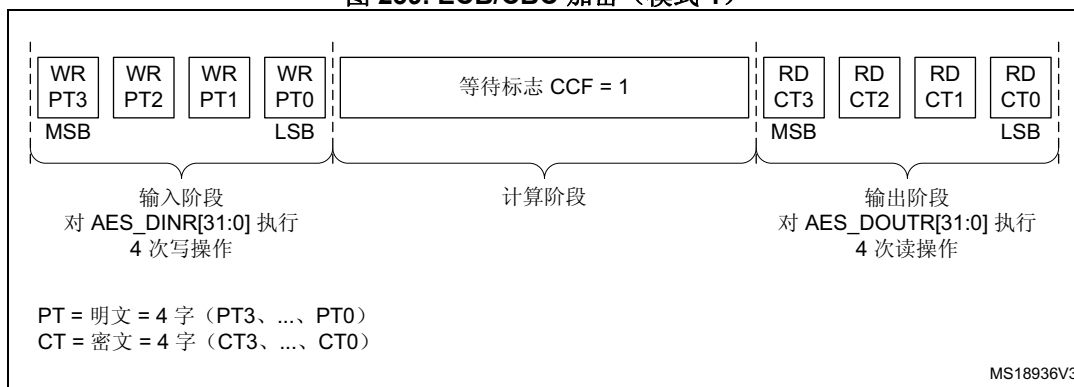 WR WR WR WR
PT3 PT2 PT1 PT0
等待标志 CCF = 1
RD RD RD RD
CT3 CT2 CT1 CT0
MSB LSB
MSB LSB
输入阶段
对 AES_DINR[31:0] 执行
4 次写操作
计算阶段
输出阶段
对 AES_DOUTR[31:0] 执行
4 次读操作
PT = 明文 = 4 字（PT3、...、PT0）
CT = 密文 = 4 字（CT3、...、CT0）
MS18936V3